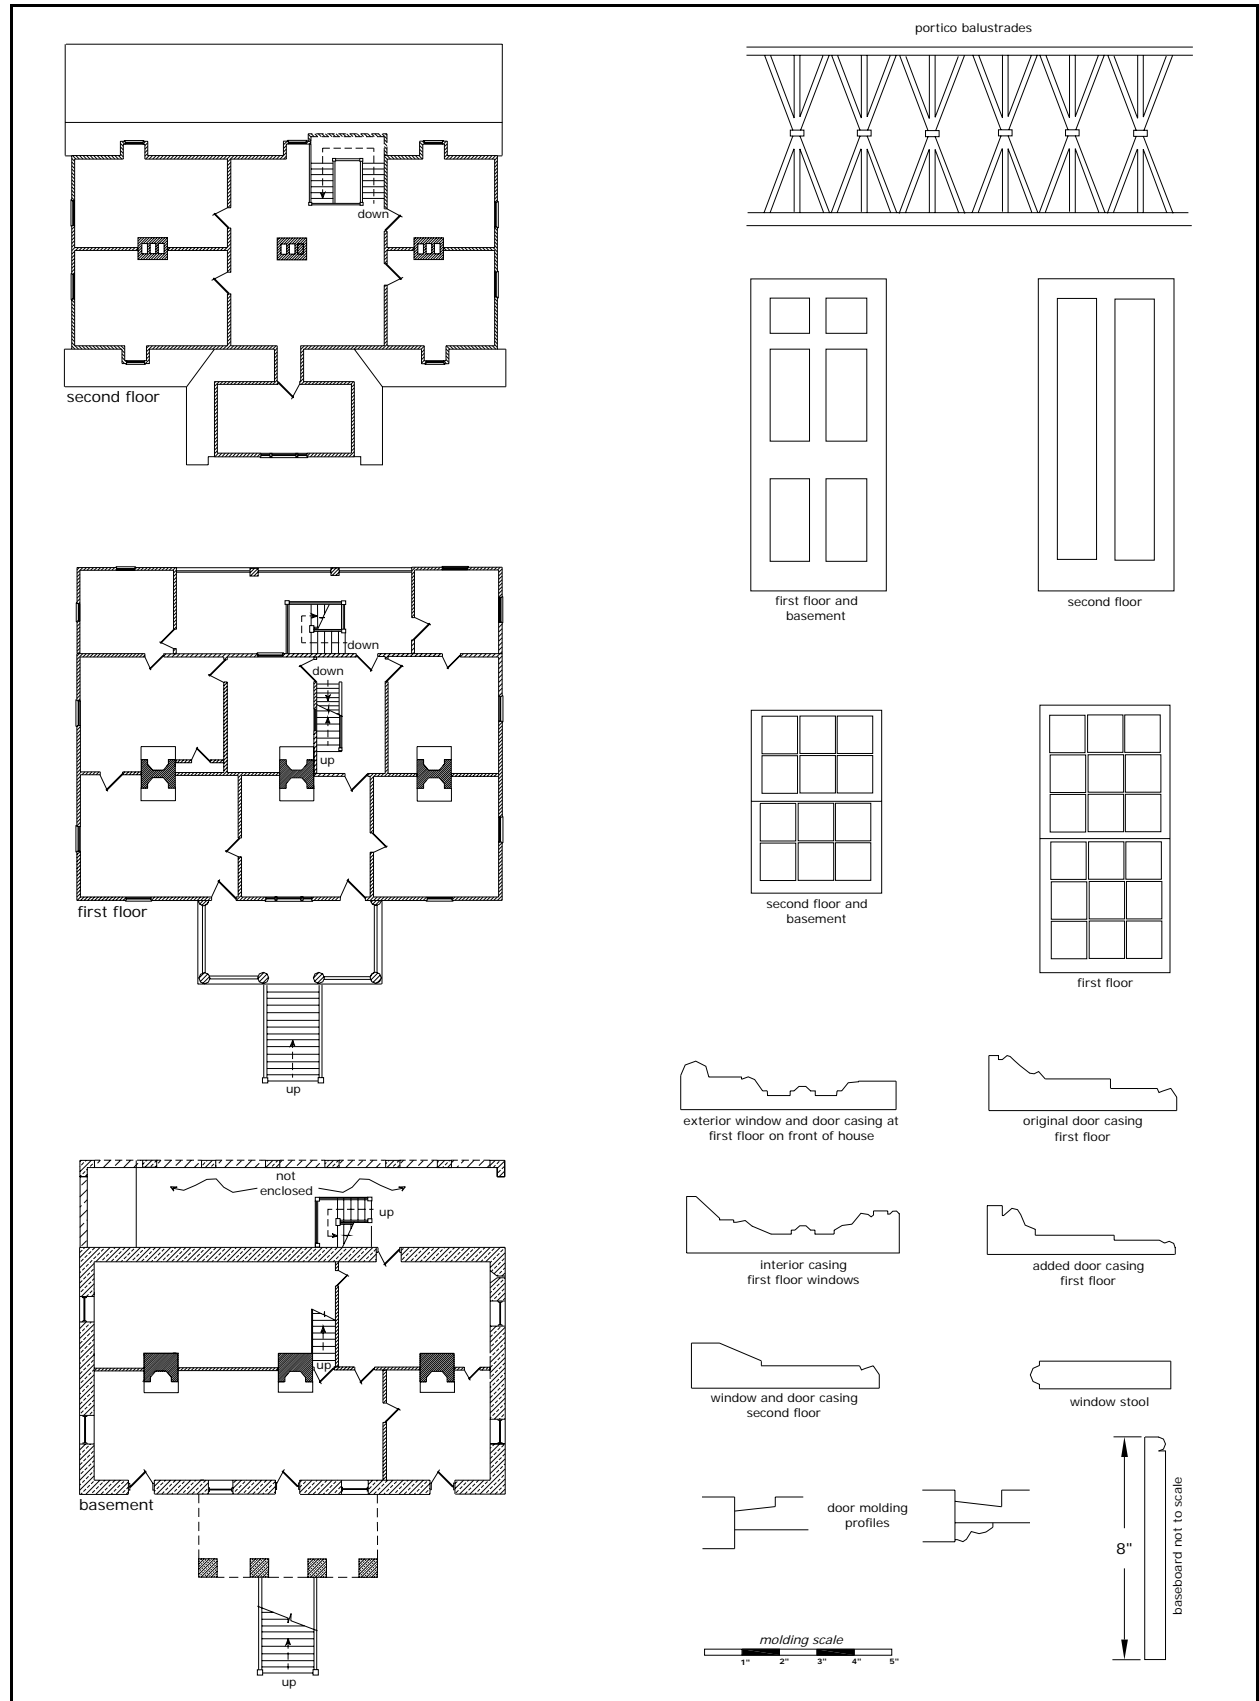 portico balustrades
down
second floor
first floor and
basement
second floor
down
down
up
first floor
up
second floor and
basement
first floor
exterior window and door casing at
first floor on front of house
original door casing
first floor
not
enclosed
up
up
basement
up
interior casing
first floor windows
added door casing
first floor
window and door casing
second floor
window stool
door molding
profiles
8"
baseboard not to scale
molding scale
1" 2" 3" 4" 5"